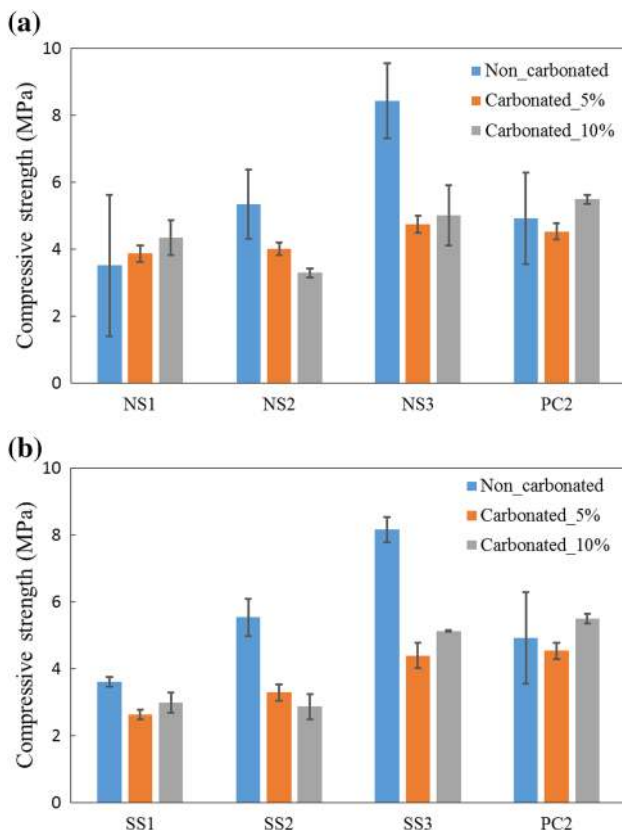 (a)
10
8
6
4
2
0
Compressive strength (MPa)
Non_carbonated
Carbonated_5%
Carbonated_10%
NS1 NS2 NS3 PC2
(b)
10
8
6
4
2
0
Compressive strength (MPa)
Non_carbonated
Carbonated_5%
Carbonated_10%
SS1 SS2 SS3 PC2